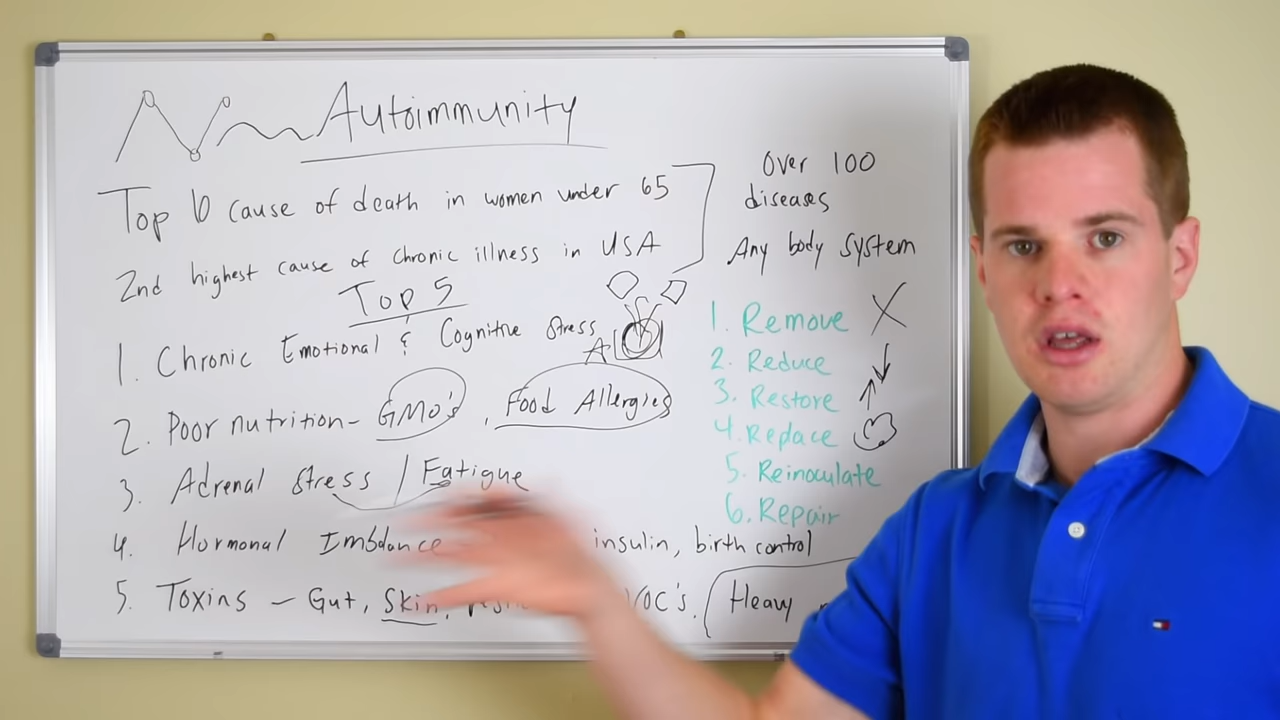 Autoimmunity
Top 10 cause of death in women under 65
2nd highest cause of chronic illness in USA
Over 100
diseases
Any body system
Top 5
1. Chronic Emotional & Cognitive Stress
A
2. Poor nutrition - GMO's, Food Allergies
3. Adrenal Stress / Fatigue
4. Hormonal Imbalance insulin, birth control
5. Toxins - Gut, Skin, VOC's, Heavy
1. Remove X
2. Reduce
3. Restore
4. Replace
5. Reinoculate
6. Repair